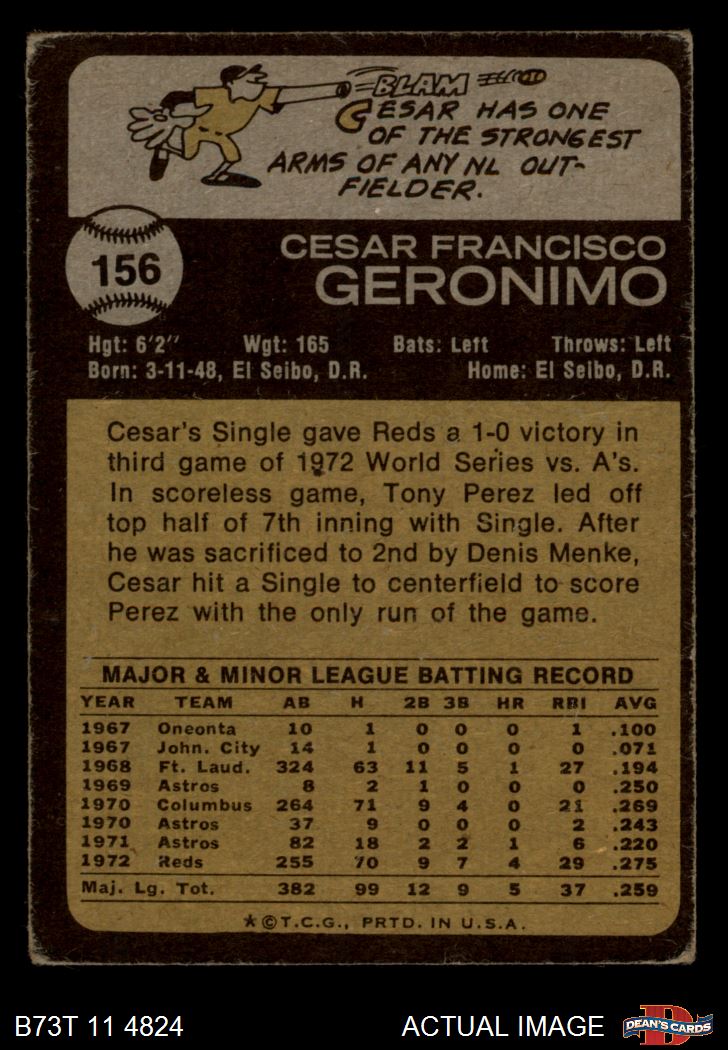 BLAM
CESAR HAS ONE
OF THE STRONGEST
ARMS OF ANY NL OUT-
FIELDER.
156
CESAR FRANCISCO
GERONIMO
Hgt: 6'2" Wgt: 165 Bats: Left Throws: Left
Born: 3-11-48, El Seibo, D.R. Home: El Seibo, D.R.
Cesar's Single gave Reds a 1-0 victory in
third game of 1972 World Series vs. A's.
In scoreless game, Tony Perez led off
top half of 7th inning with Single. After
he was sacrificed to 2nd by Denis Menke,
Cesar hit a Single to centerfield to score
Perez with the only run of the game.
MAJOR & MINOR LEAGUE BATTING RECORD
YEAR TEAM AB H 2B 3B HR RBI AVG
1967 Oneonta 10 1 0 0 0 1 .100
1967 John. City 14 1 0 0 0 0 .071
1968 Ft. Laud. 324 63 11 5 1 27 .194
1969 Astros 8 2 1 0 0 0 .250
1970 Columbus 264 71 9 4 0 21 .269
1970 Astros 37 9 0 0 0 2 .243
1971 Astros 82 18 2 2 1 6 .220
1972 Reds 255 70 9 7 4 29 .275
Maj. Lg. Tot. 382 99 12 9 5 37 .259
★©T.C.G., PRTD. IN U.S.A.
B73T 11 4824 ACTUAL IMAGE D DEAN'S CARDS